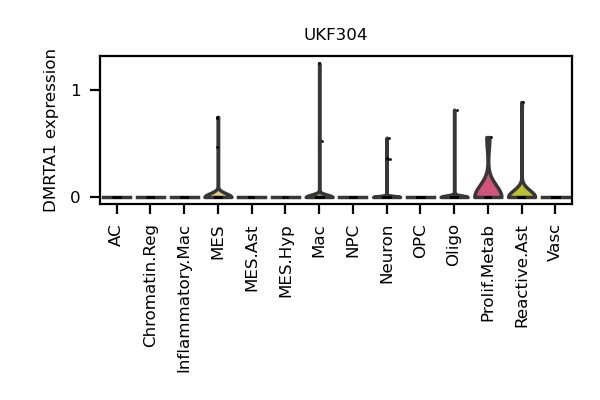 UKF304
DMRTA1 expression
1
0
AC
Chromatin.Reg
Inflammatory.Mac
MES
MES.Ast
MES.Hyp
Mac
NPC
Neuron
OPC
Oligo
Prolif.Metab
Reactive.Ast
Vasc